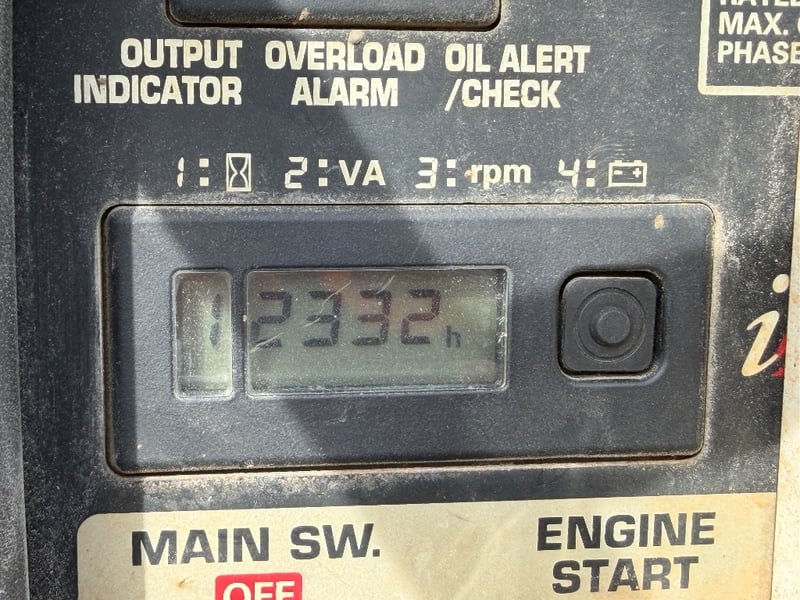 RATED
MAX.
PHASE
OUTPUT INDICATOR
OVERLOAD ALARM
OIL ALERT /CHECK
1: 2:VA 3:rpm 4:
1 2332 h
MAIN SW.
OFF
ENGINE START